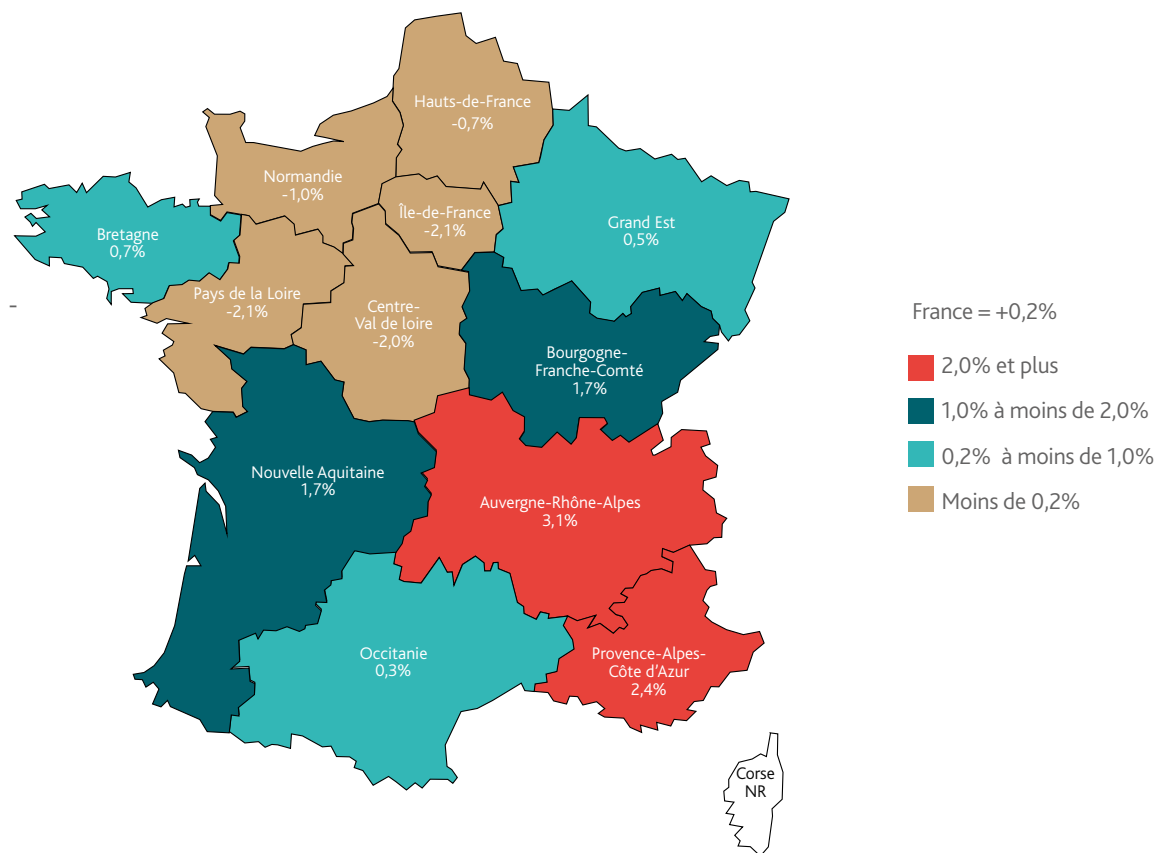 Hauts-de-France
-0,7%
Normandie
-1,0%
Île-de-France
-2,1%
Grand Est
0,5%
Bretagne
0,7%
Pays de la Loire
-2,1%
Centre-
Val de loire
-2,0%
Bourgogne-
Franche-Comté
1,7%
Nouvelle Aquitaine
1,7%
Auvergne-Rhône-Alpes
3,1%
Occitanie
0,3%
Provence-Alpes-
Côte d'Azur
2,4%
Corse
NR
-
France = +0,2%
2,0% et plus
1,0% à moins de 2,0%
0,2% à moins de 1,0%
Moins de 0,2%